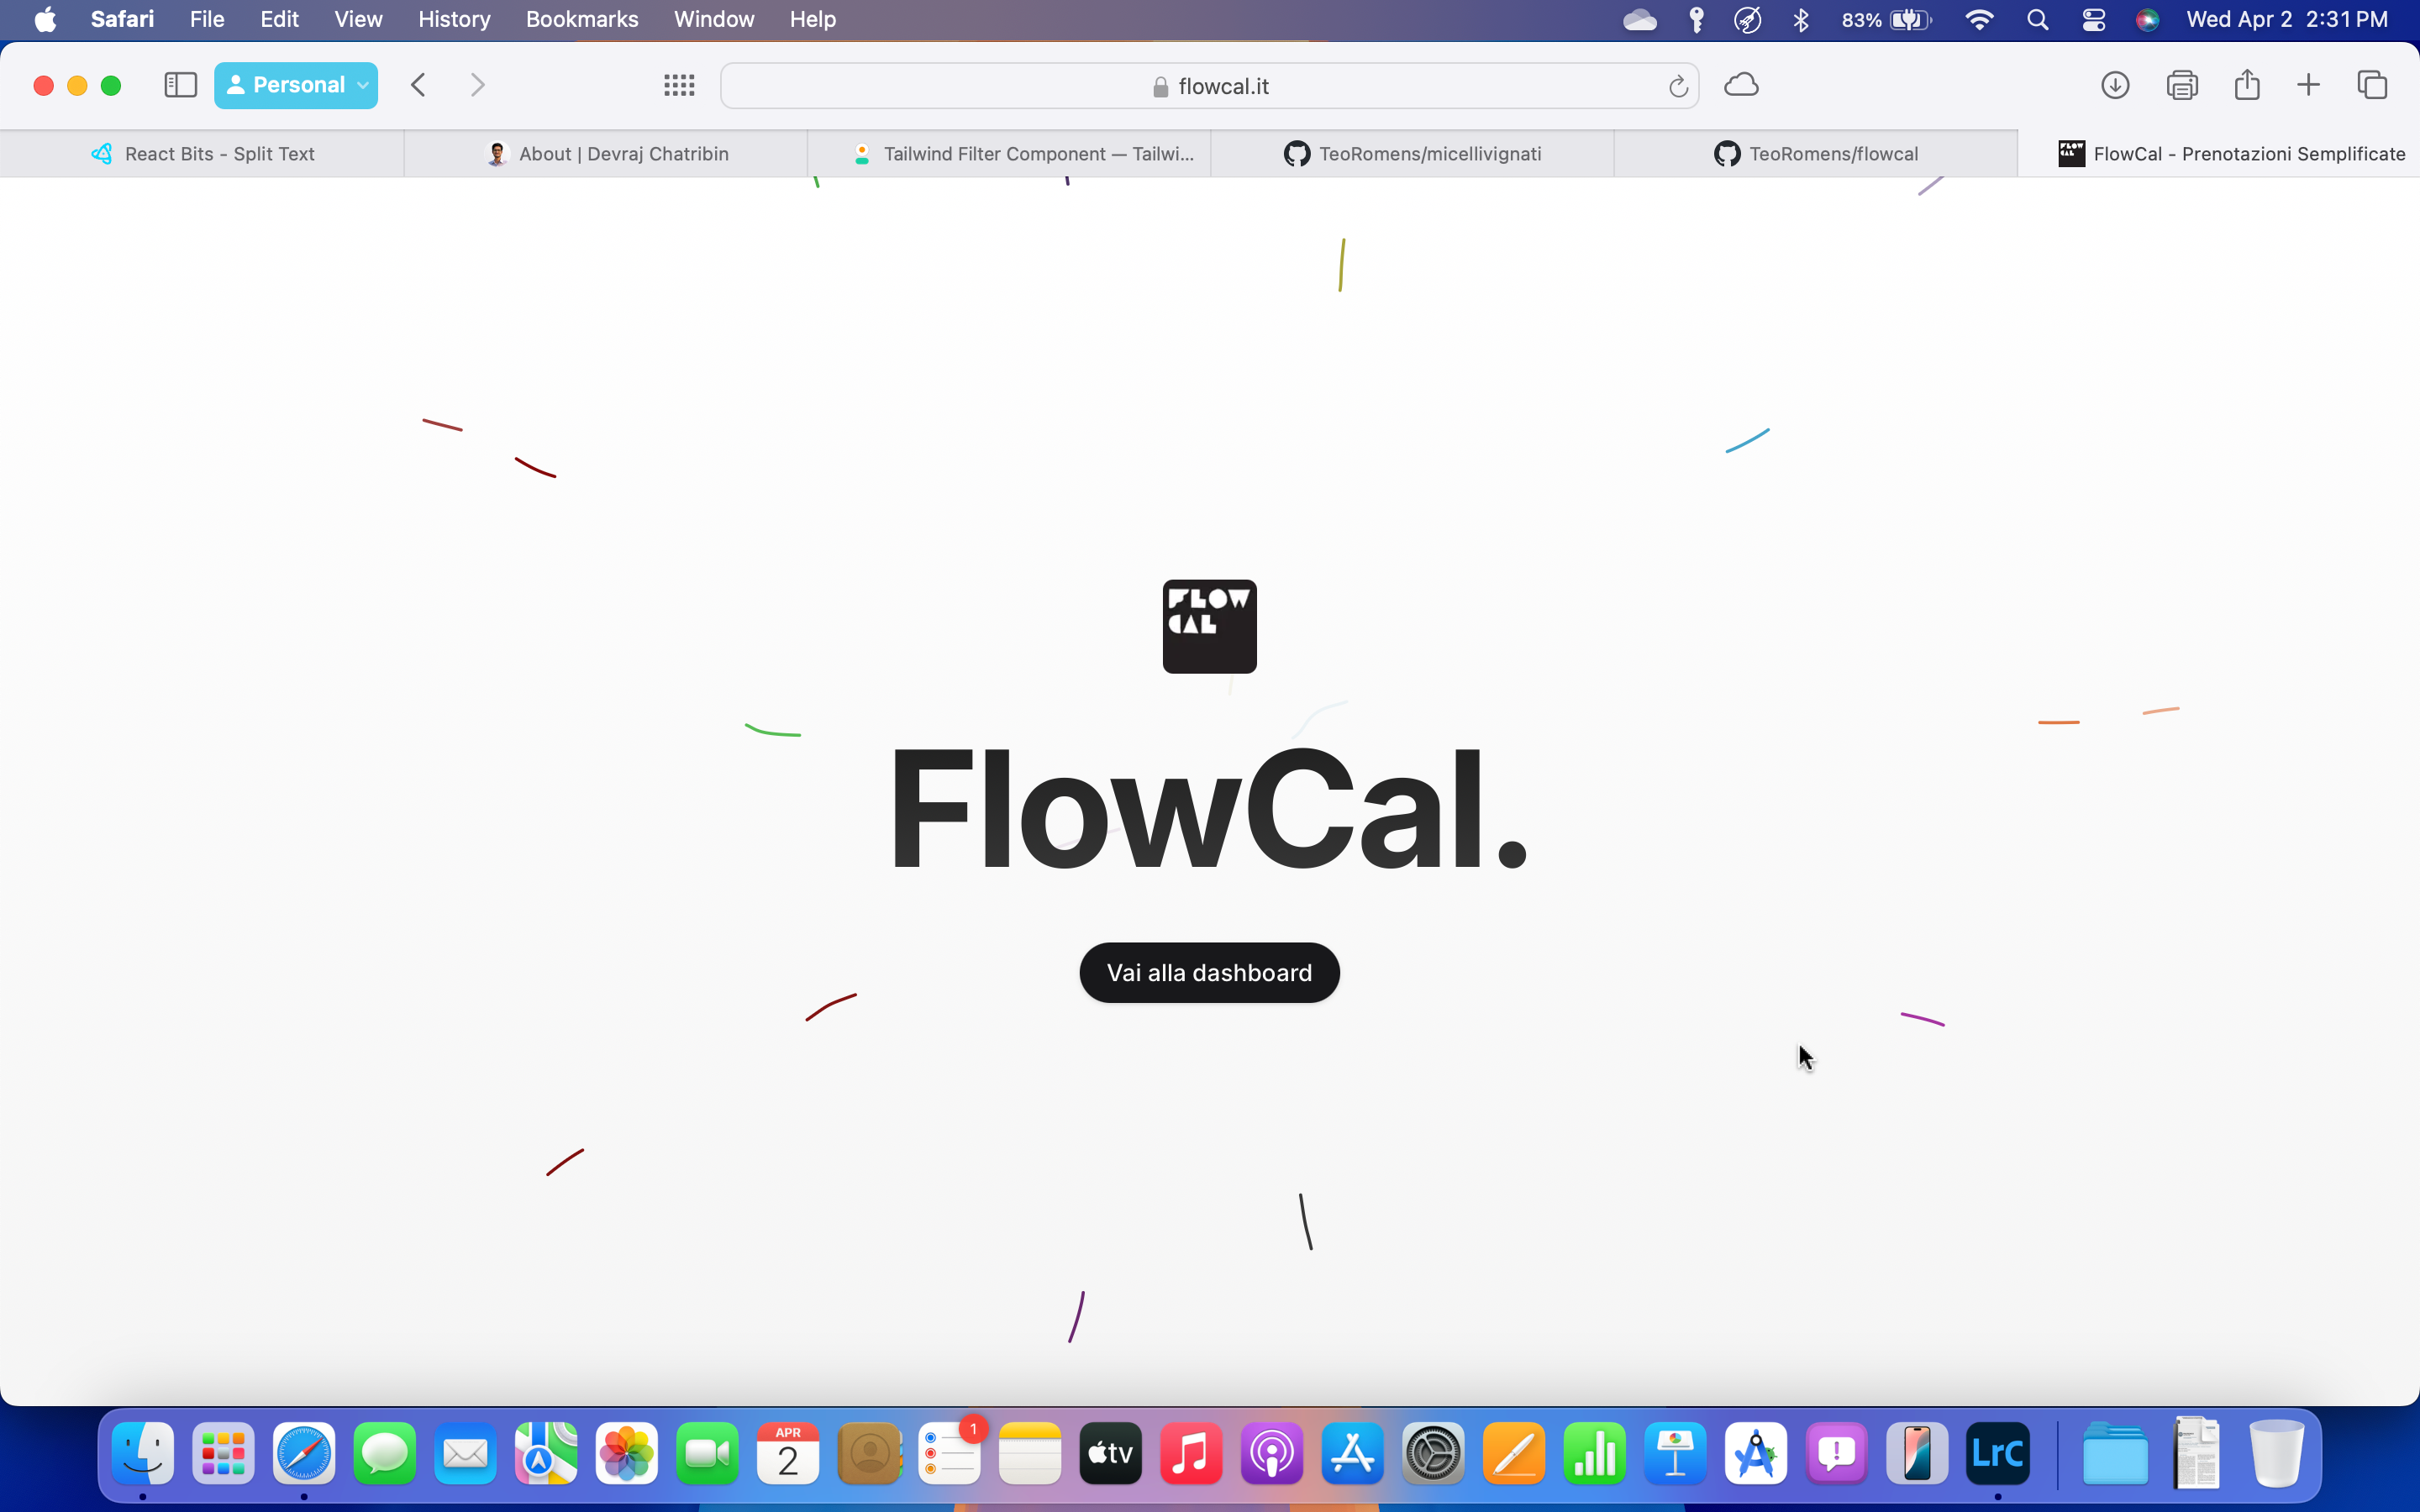 Safari File Edit View History Bookmarks Window Help 83% Wed Apr 2 2:31 PM
Personal flowcal.it
React Bits - Split Text About | Devraj Chatribin Tailwind Filter Component — Tailwi... TeoRomens/micellivignati TeoRomens/flowcal FLOW CAL FlowCal - Prenotazioni Semplificate
FLOW
CAL
FlowCal.
Vai alla dashboard
APR 1
2 tv LrC